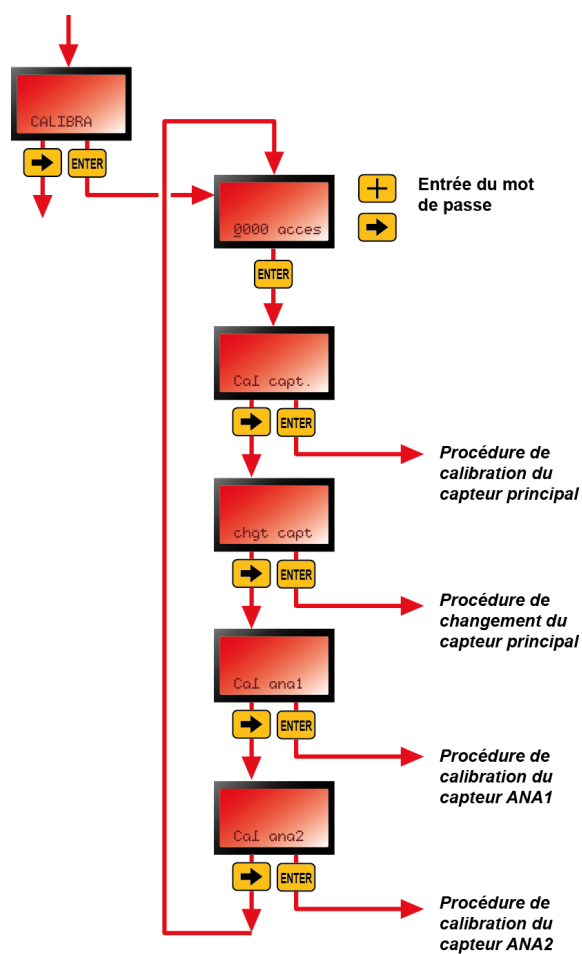 CALIBRA
ENTER
0000 acces
Entrée du mot
de passe
ENTER
Cal capt.
ENTER
Procédure de
calibration du
capteur principal
chgt capt
ENTER
Procédure de
changement du
capteur principal
Cal ana1
ENTER
Procédure de
calibration du
capteur ANA1
Cal ana2
ENTER
Procédure de
calibration du
capteur ANA2